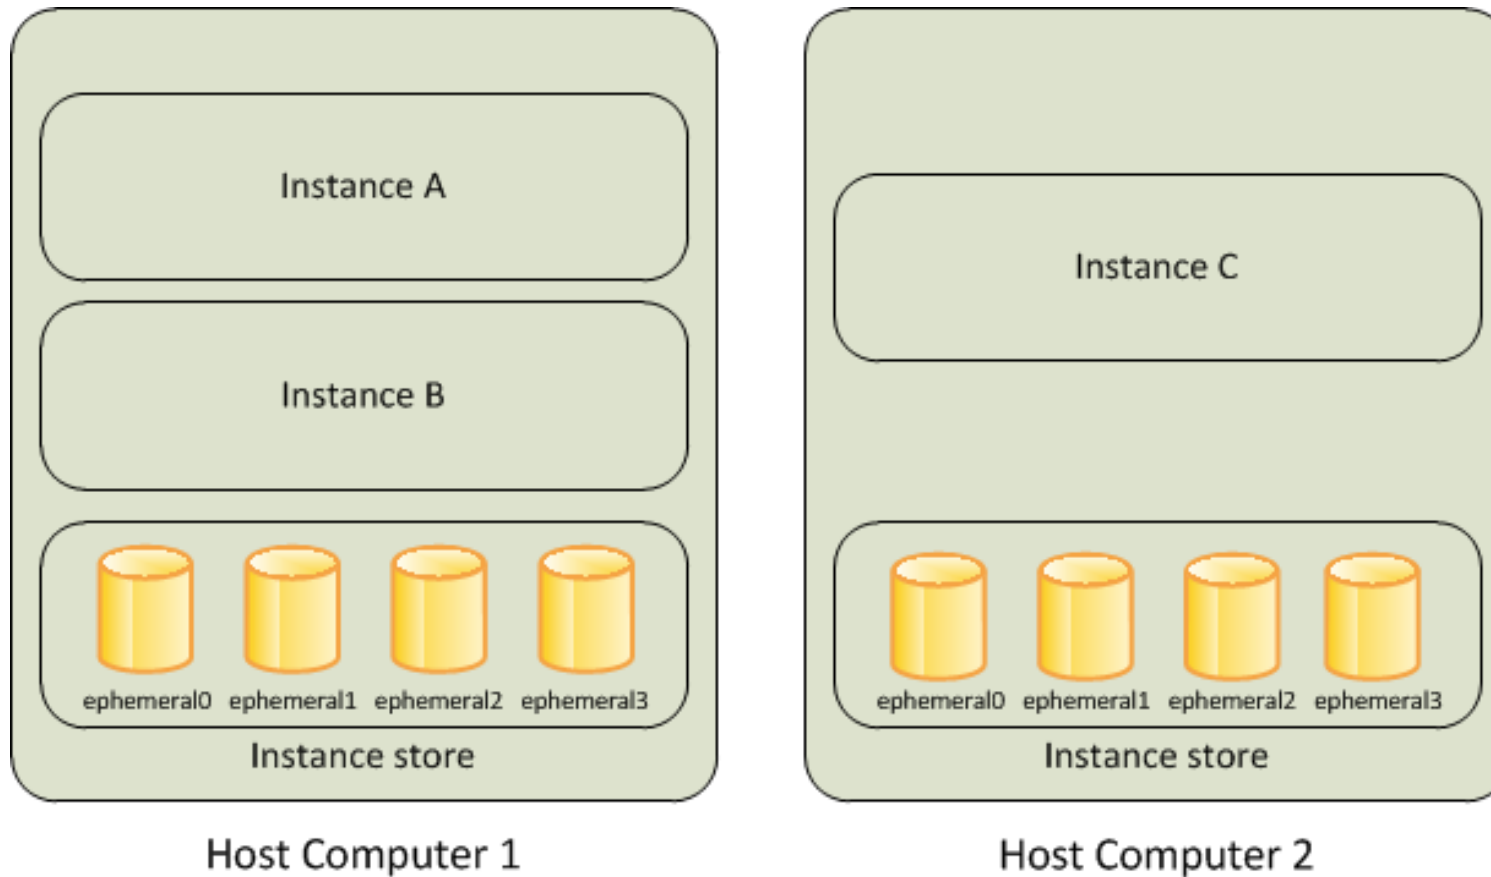 Instance A
Instance B
ephemeral0 ephemeral1 ephemeral2 ephemeral3
Instance store
Host Computer 1
Instance C
ephemeral0 ephemeral1 ephemeral2 ephemeral3
Instance store
Host Computer 2